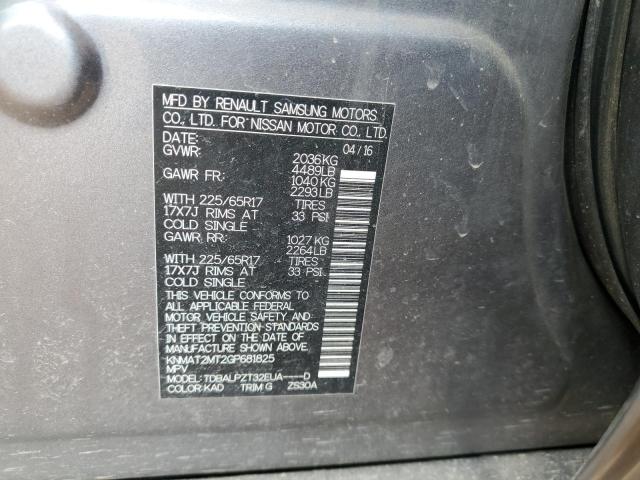 MFD BY RENAULT SAMSUNG MOTORS
CO., LTD. FOR NISSAN MOTOR CO., LTD.
DATE: 04/16
GVWR: 2036KG
4489LB
GAWR FR: 1040KG
2293LB
WITH 225/65R17 TIRES
17X7J RIMS AT 33 PSI
COLD SINGLE
GAWR RR: 1027KG
2264LB
WITH 225/65R17 TIRES
17X7J RIMS AT 33 PSI
COLD SINGLE
THIS VEHICLE CONFORMS TO
ALL APPLICABLE FEDERAL
MOTOR VEHICLE SAFETY AND
THEFT PREVENTION STANDARDS
IN EFFECT ON THE DATE OF
MANUFACTURE SHOWN ABOVE.
KNMAT2MT2GP681825
MPV
MODEL: TDBALPZT32EUA----D
COLOR:KAD TRIM:G ZS30A